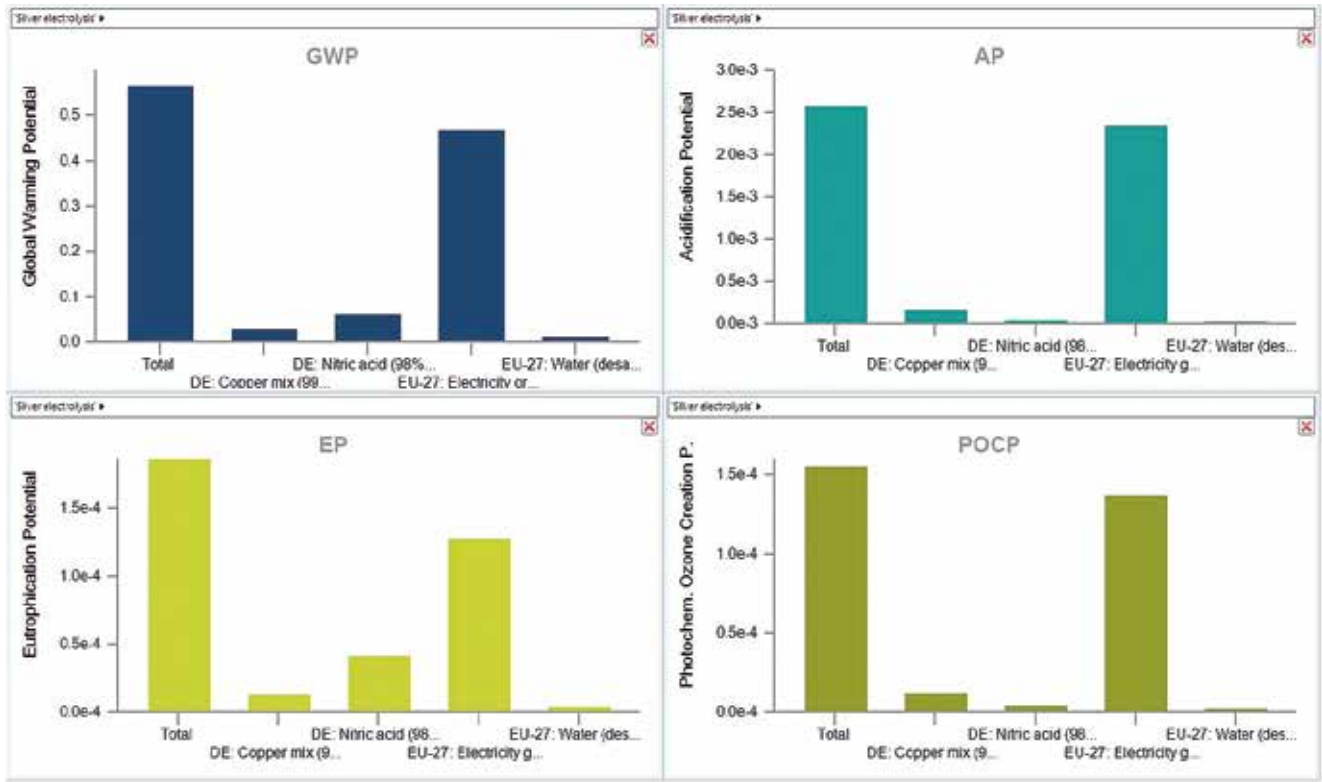 'Silver electrolysis'
GWP
Global Warming Potential
0.5
0.4
0.3
0.2
0.1
0.0
Total
DE: Nitric acid (98%...
EU-27: Water (desa...
DE: Copper mix (99...
EU-27: Electricity gr...
'Silver electrolysis'
AP
Acidification Potential
3.0e-3
2.5e-3
2.0e-3
1.5e-3
1.0e-3
0.5e-3
0.0e-3
Total
DE: Nitric acid (98...
EU-27: Water (desa...
DE: Copper mix (9...
EU-27: Electricity g...
'Silver electrolysis'
EP
Eutrophication Potential
1.5e-4
1.0e-4
0.5e-4
0.0e-4
Total
DE: Nitric acid (98...
EU-27: Water (des...
DE: Copper mix (9...
EU-27: Electricity g...
'Silver electrolysis'
POCP
Photochem. Ozone Creation P.
1.5e-4
1.0e-4
0.5e-4
0.0e-4
Total
DE: Nitric acid (98...
EU-27: Water (des...
DE: Copper mix (9...
EU-27: Electricity g...